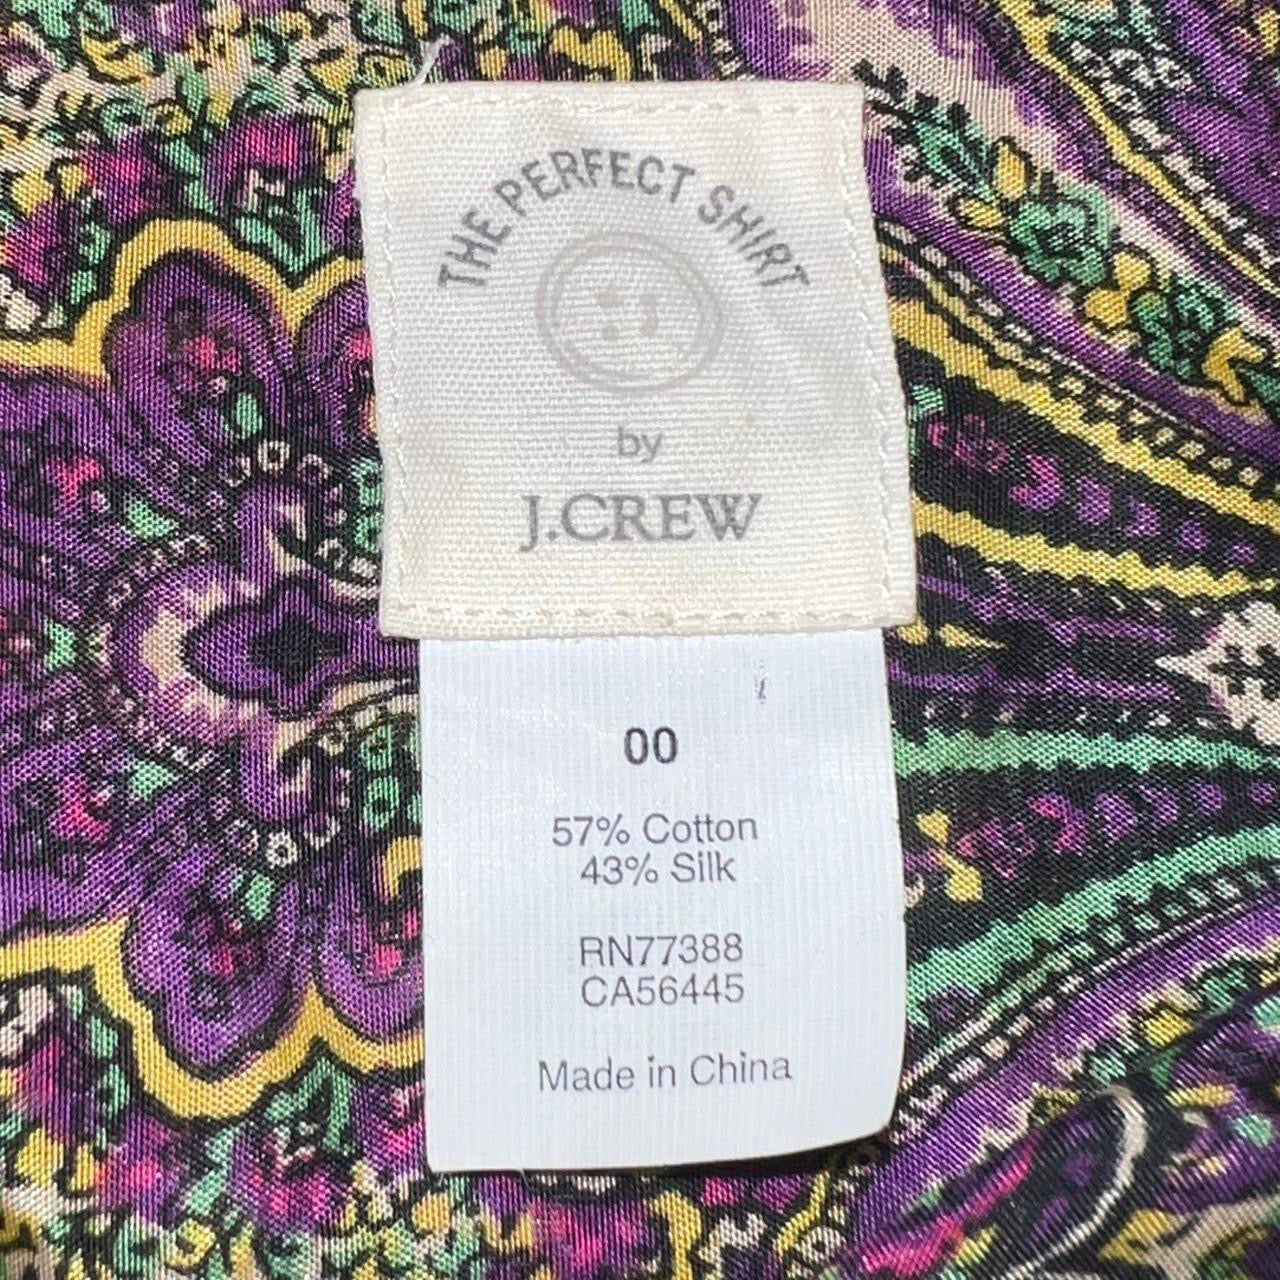 THE PERFECT SHIRT
by
J.CREW
00
57% Cotton
43% Silk
RN77388
CA56445
Made in China